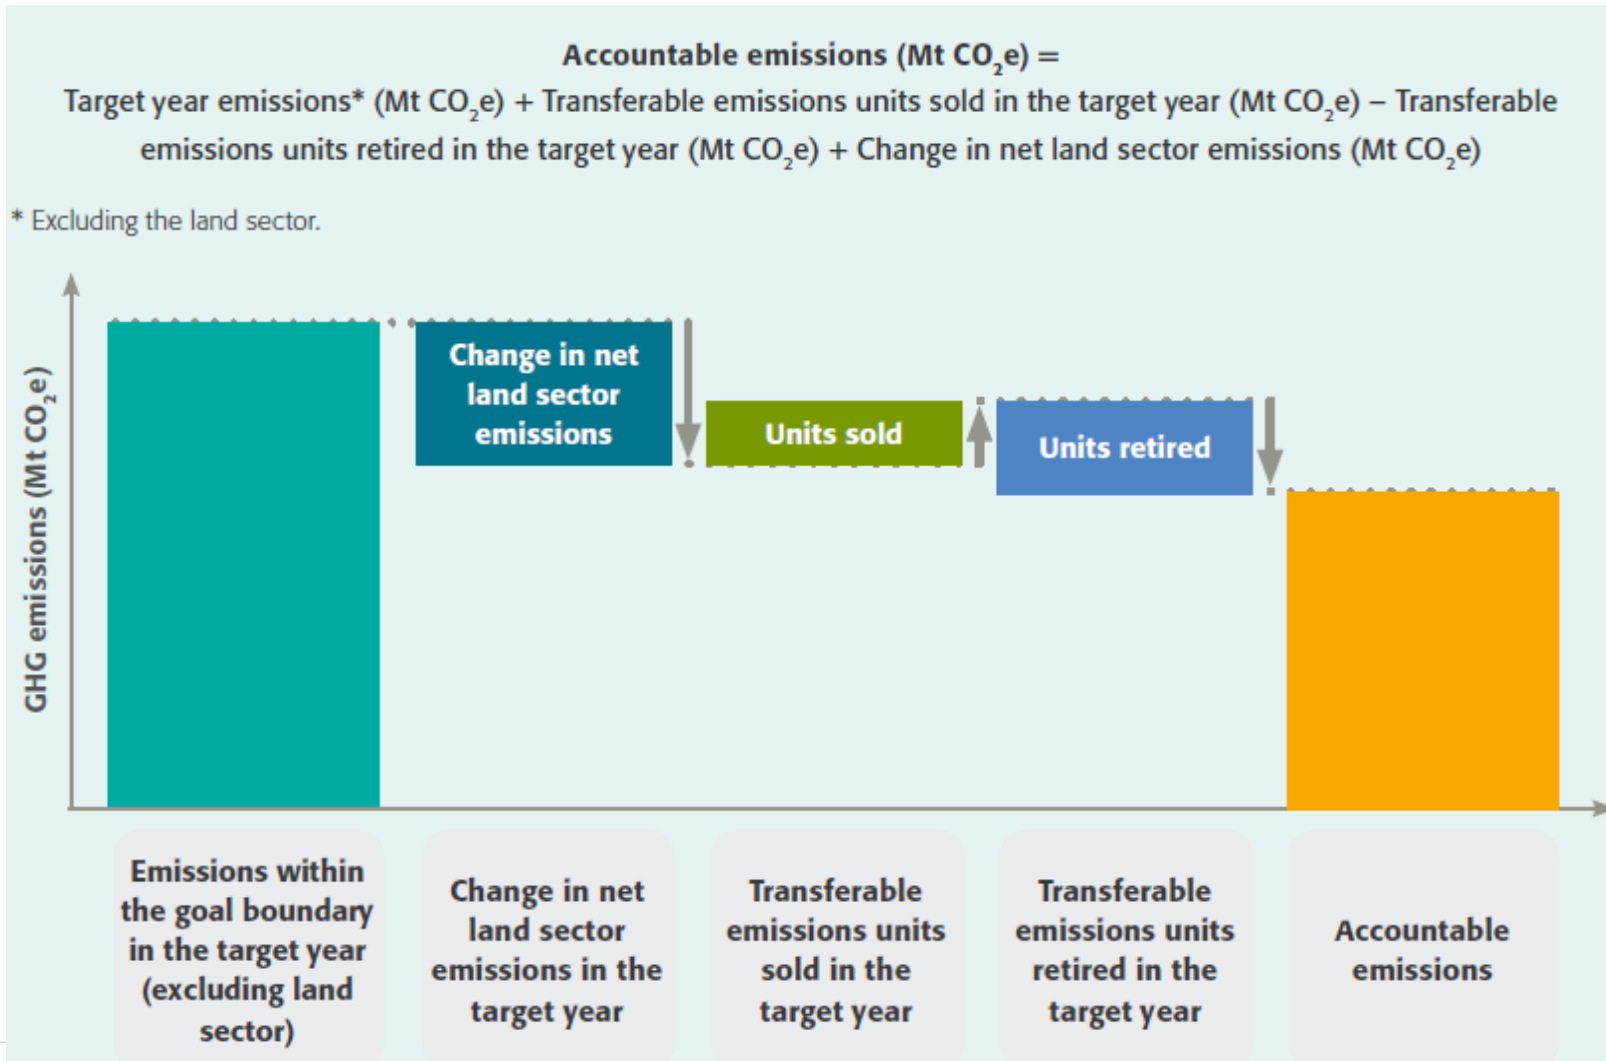 Accountable emissions (Mt CO₂e) =
Target year emissions* (Mt CO₂e) + Transferable emissions units sold in the target year (Mt CO₂e) – Transferable
emissions units retired in the target year (Mt CO₂e) + Change in net land sector emissions (Mt CO₂e)
* Excluding the land sector.
GHG emissions (Mt CO₂e)
Change in net
land sector
emissions
Units sold
Units retired
Emissions within
the goal boundary
in the target year
(excluding land
sector)
Change in net
land sector
emissions in the
target year
Transferable
emissions units
sold in the
target year
Transferable
emissions units
retired in the
target year
Accountable
emissions